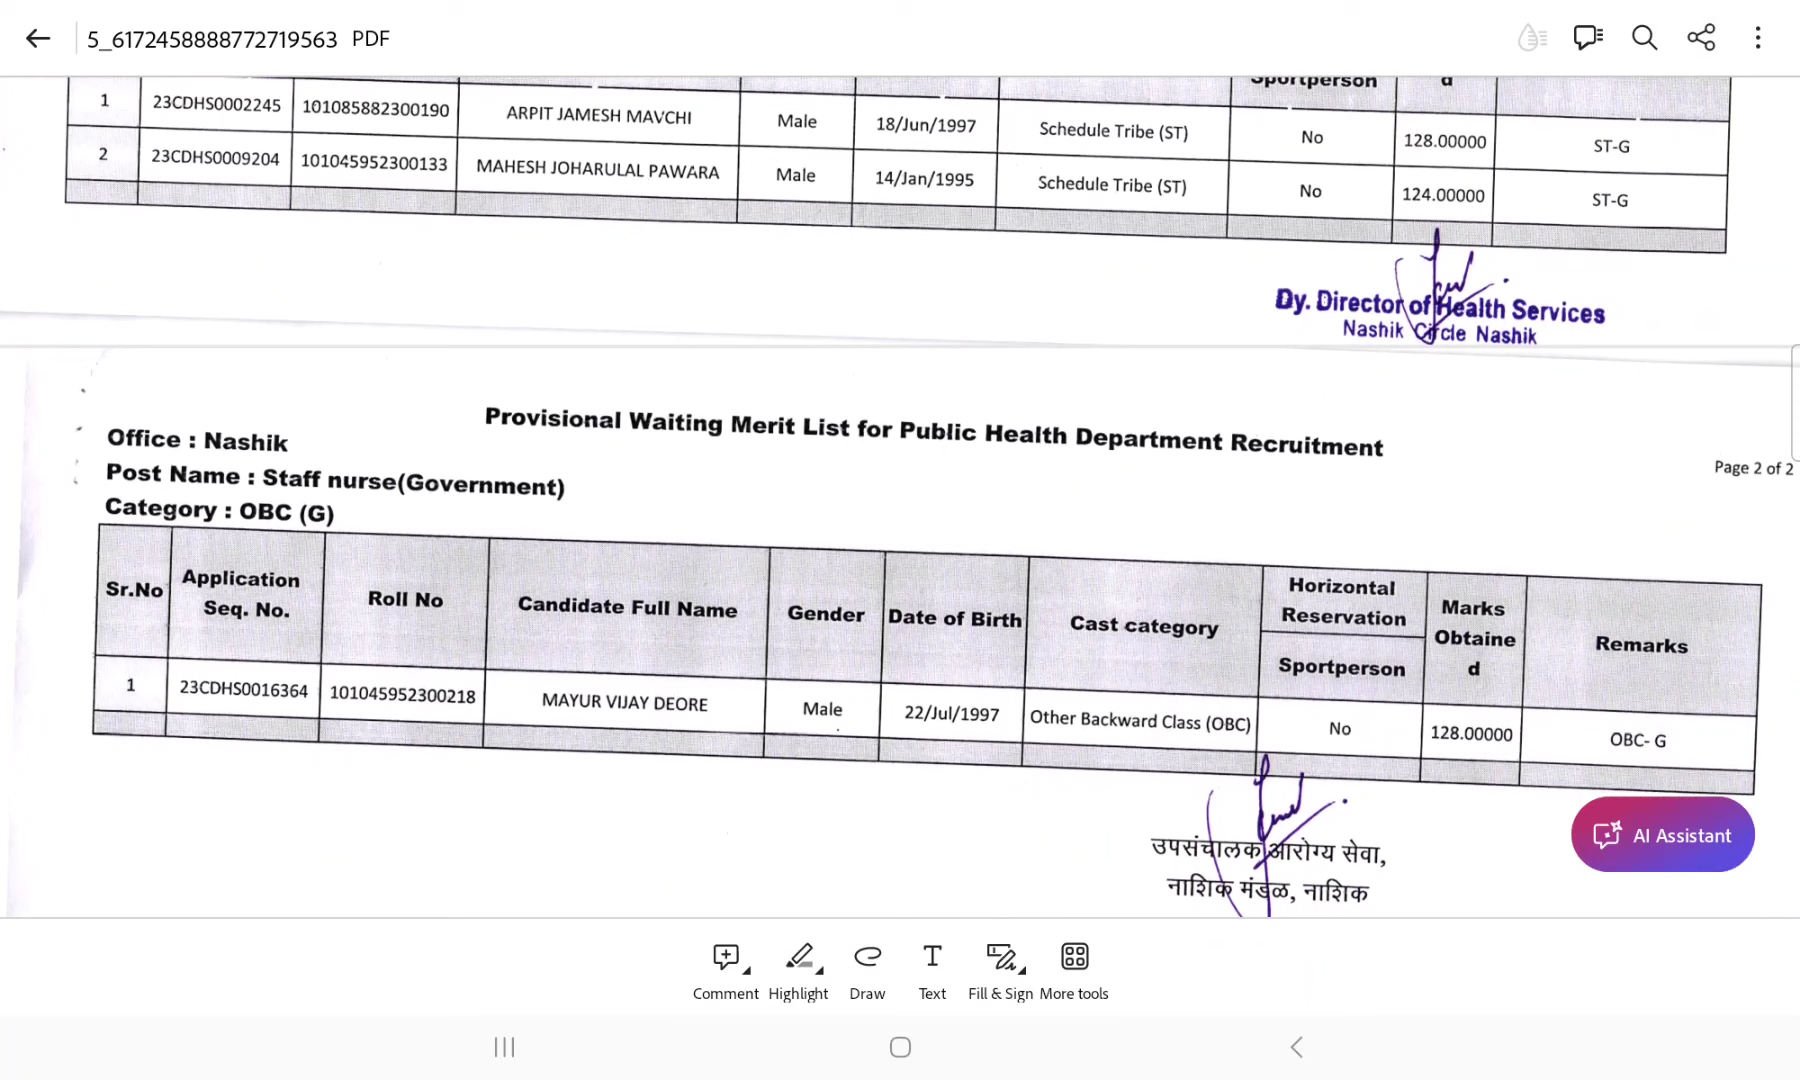 5_6172458888772719563 PDF
Sportperson d
1 23CDHS0002245 101085882300190 ARPIT JAMESH MAVCHI Male 18/Jun/1997 Schedule Tribe (ST) No 128.00000 ST-G
2 23CDHS0009204 101045952300133 MAHESH JOHARULAL PAWARA Male 14/Jan/1995 Schedule Tribe (ST) No 124.00000 ST-G
Dy. Director of Health Services
Nashik Circle Nashik
Provisional Waiting Merit List for Public Health Department Recruitment
Page 2 of 2
Office : Nashik
Post Name : Staff nurse(Government)
Category : OBC (G)
Sr.No Application Seq. No. Roll No Candidate Full Name Gender Date of Birth Cast category Horizontal Reservation Sportperson Marks Obtaine d Remarks
1 23CDHS0016364 101045952300218 MAYUR VIJAY DEORE Male 22/Jul/1997 Other Backward Class (OBC) No 128.00000 OBC- G
उपसंचालक आरोग्य सेवा,
नाशिक मंडळ, नाशिक
AI Assistant
Comment Highlight Draw Text Fill & Sign More tools